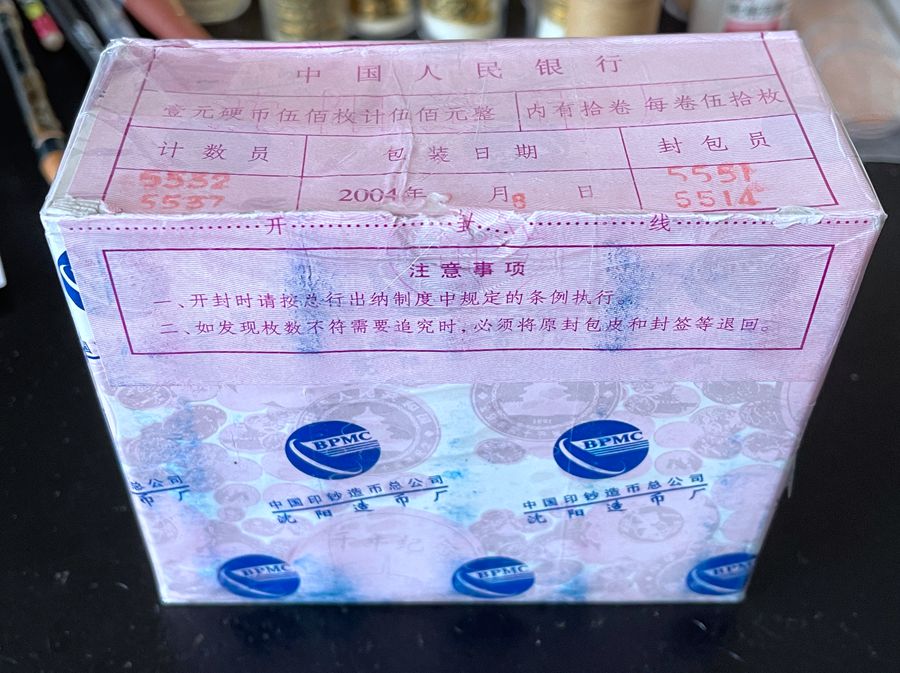 中国人民银行
壹元硬币伍佰枚计伍佰元整 内有拾卷 每卷伍拾枚
计数员 包装日期 封包员
5532 5551
5537 2004年 月8日 5514
开封线
注意事项
一、开封时请按总行出纳制度中规定的条例执行。
二、如发现枚数不符需要追究时，必须将原封包皮和封签等退回。
BPMC BPMC
中国印钞造币总公司 中国印钞造币总公司
沈阳造币厂 沈阳造币厂
总公司
币厂
BPMC BPMC BPMC